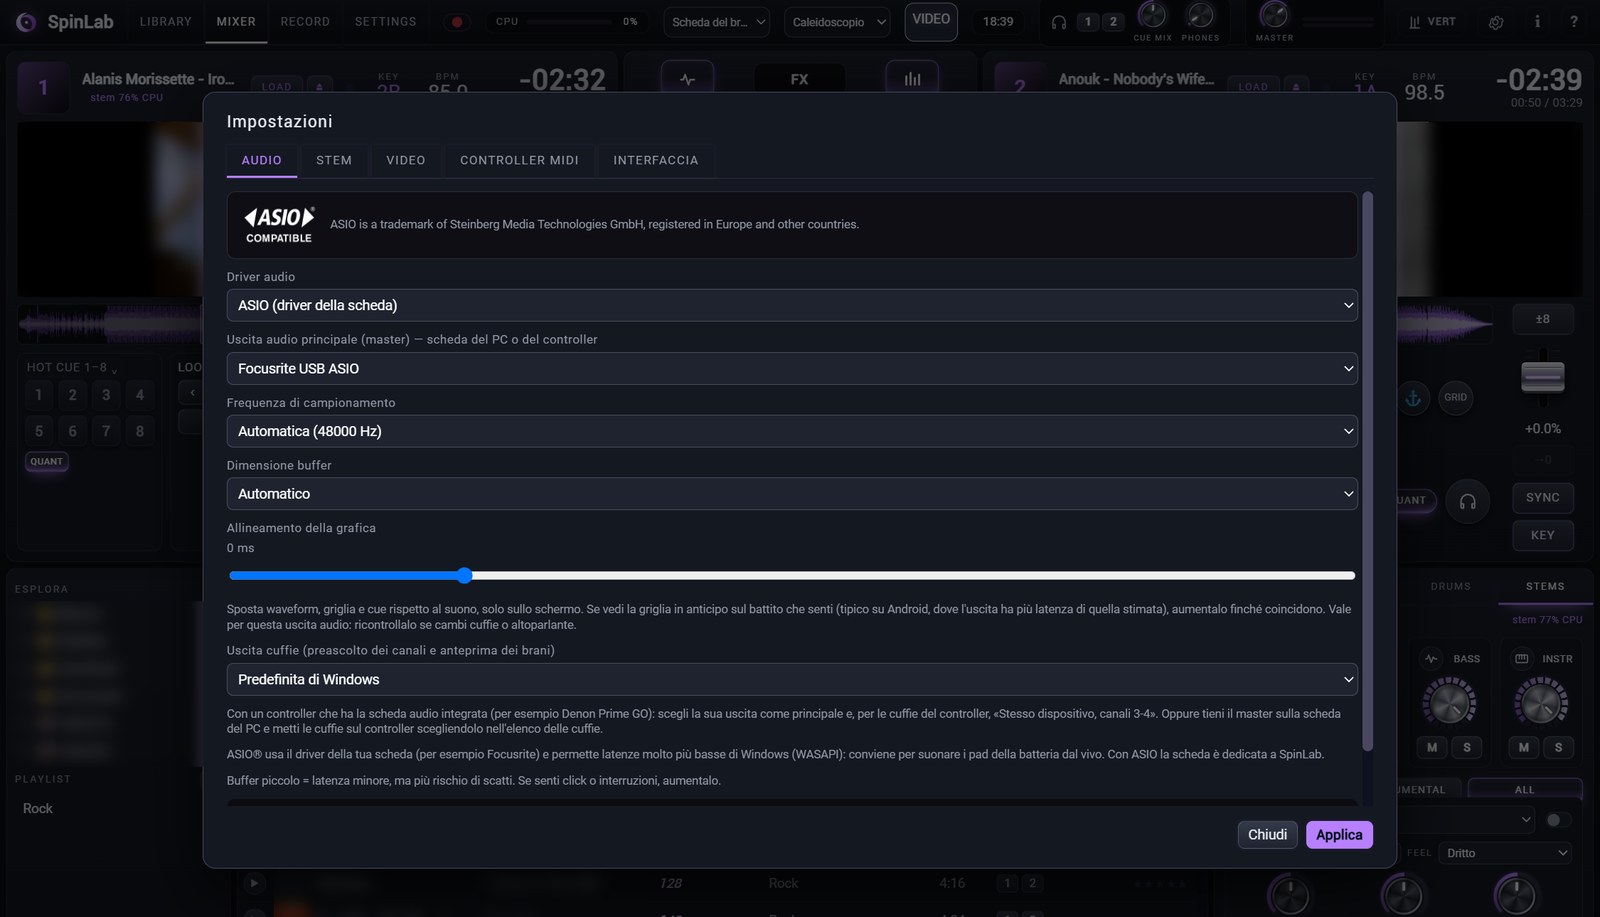 SpinLab
LIBRARY
MIXER
RECORD
SETTINGS
CPU
0%
Scheda del br...
Caleidoscopio
VIDEO
18:39
1
2
CUE MIX
PHONES
MASTER
VERT
i
?
1
Alanis Morissette - Iro...
stem 76% CPU
LOAD
KEY
BPM
85.0
-02:32
FX
2
Anouk - Nobody's Wife...
LOAD
KEY
1A
BPM
98.5
-02:39
00:50 / 03:29
Impostazioni
AUDIO
STEM
VIDEO
CONTROLLER MIDI
INTERFACCIA
ASIO®
COMPATIBLE
ASIO is a trademark of Steinberg Media Technologies GmbH, registered in Europe and other countries.
Driver audio
ASIO (driver della scheda)
Uscita audio principale (master) — scheda del PC o del controller
Focusrite USB ASIO
Frequenza di campionamento
Automatica (48000 Hz)
Dimensione buffer
Automatico
Allineamento della grafica
0 ms
Sposta waveform, griglia e cue rispetto al suono, solo sullo schermo. Se vedi la griglia in anticipo sul battito che senti (tipico su Android, dove l'uscita ha più latenza di quella stimata), aumentalo finché coincidono. Vale
per questa uscita audio: ricontrollalo se cambi cuffie o altoparlante.
Uscita cuffie (preascolto dei canali e anteprima dei brani)
Predefinita di Windows
Con un controller che ha la scheda audio integrata (per esempio Denon Prime GO): scegli la sua uscita come principale e, per le cuffie del controller, «Stesso dispositivo, canali 3-4». Oppure tieni il master sulla scheda
del PC e metti le cuffie sul controller scegliendolo nell'elenco delle cuffie.
ASIO® usa il driver della tua scheda (per esempio Focusrite) e permette latenze molto più basse di Windows (WASAPI): conviene per suonare i pad della batteria dal vivo. Con ASIO la scheda è dedicata a SpinLab.
Buffer piccolo = latenza minore, ma più rischio di scatti. Se senti click o interruzioni, aumentalo.
Chiudi
Applica
HOT CUE 1–8
LOO
1
2
3
4
5
6
7
8
QUANT
±8
GRID
+0.0%
UANT
SYNC
KEY
ESPLORA
PLAYLIST
Rock
DRUMS
STEMS
stem 77% CPU
BASS
INSTR
M
S
M
S
UMENTAL
ALL
FEEL
Dritto
128
Rock
4:16
1
2